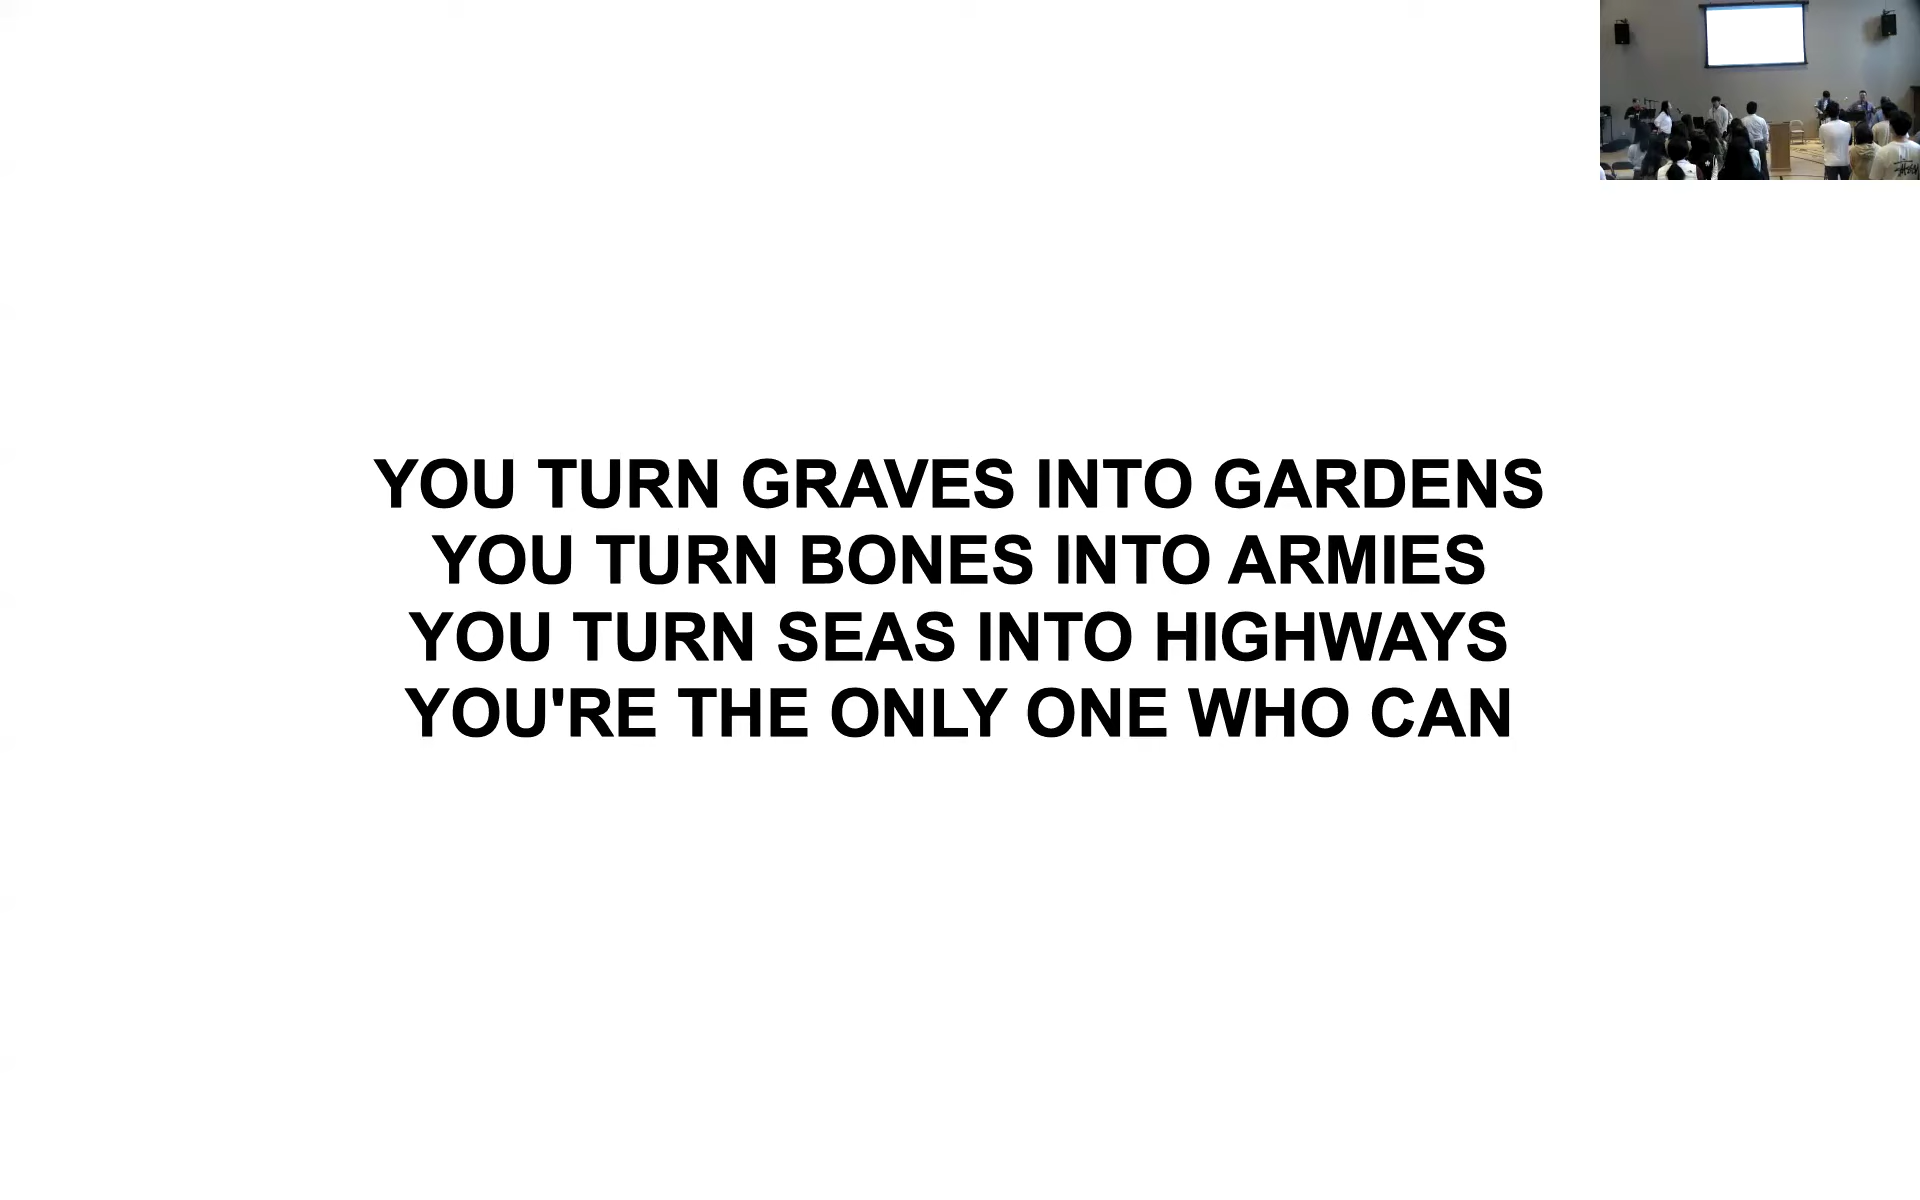 YOU TURN GRAVES INTO GARDENS
YOU TURN BONES INTO ARMIES
YOU TURN SEAS INTO HIGHWAYS
YOU'RE THE ONLY ONE WHO CAN